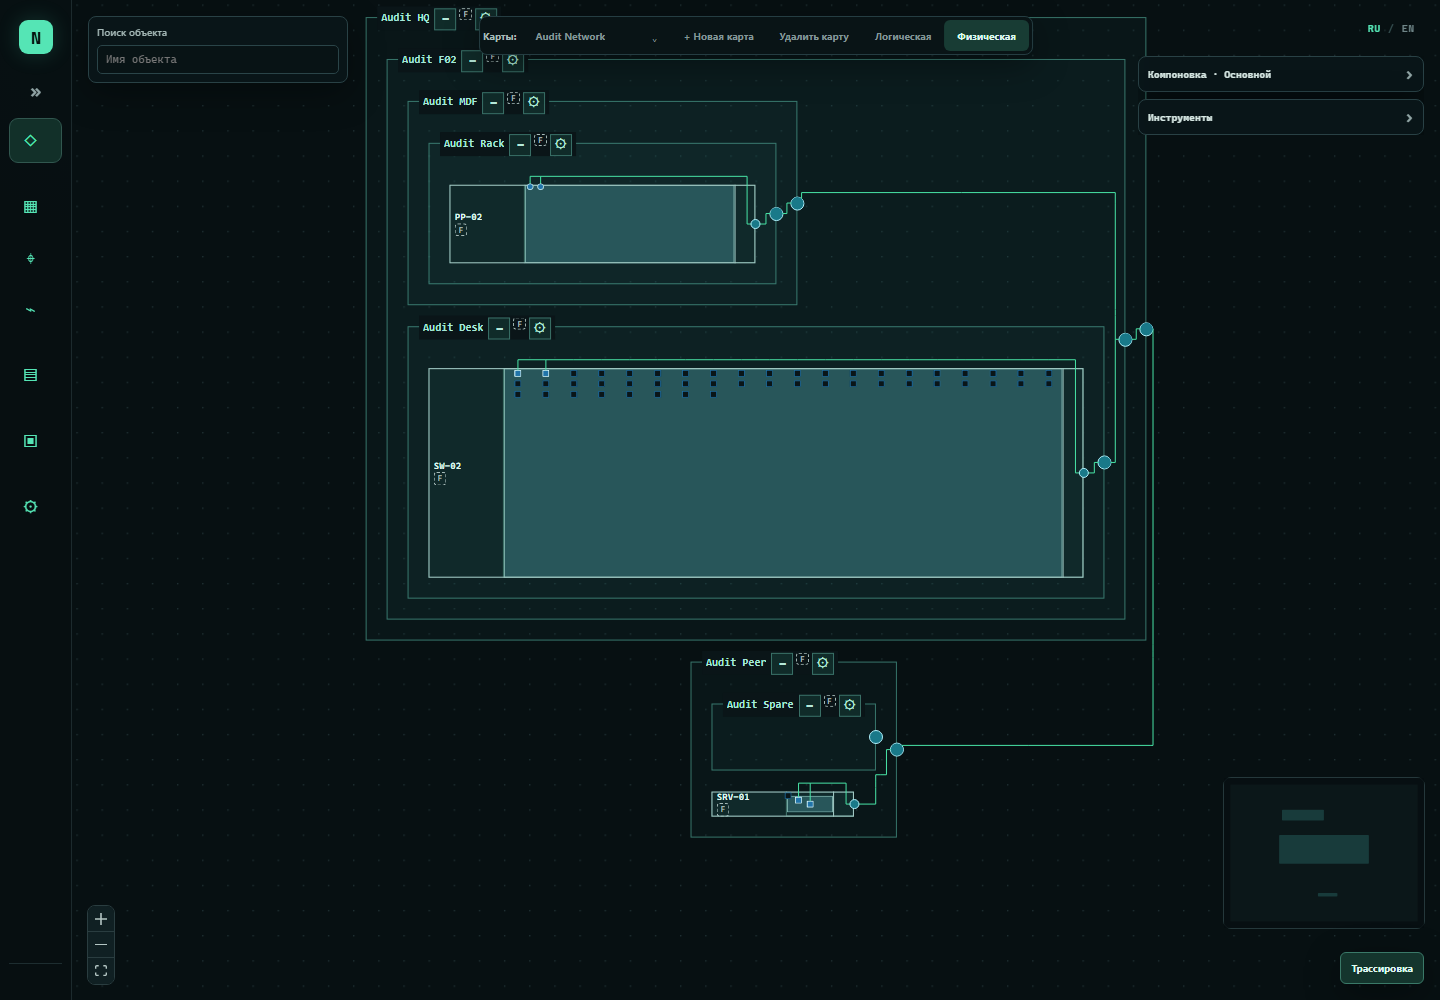 N
Поиск объекта
Имя объекта
Audit HQ F
Карты: Audit Network + Новая карта Удалить карту Логическая Физическая
RU / EN
Audit F02 F
Компоновка · Основной
Инструменты
Audit MDF F
Audit Rack F
PP-02
F
Audit Desk F
SW-02
F
Audit Peer F
Audit Spare F
SRV-01
F
Трассировка